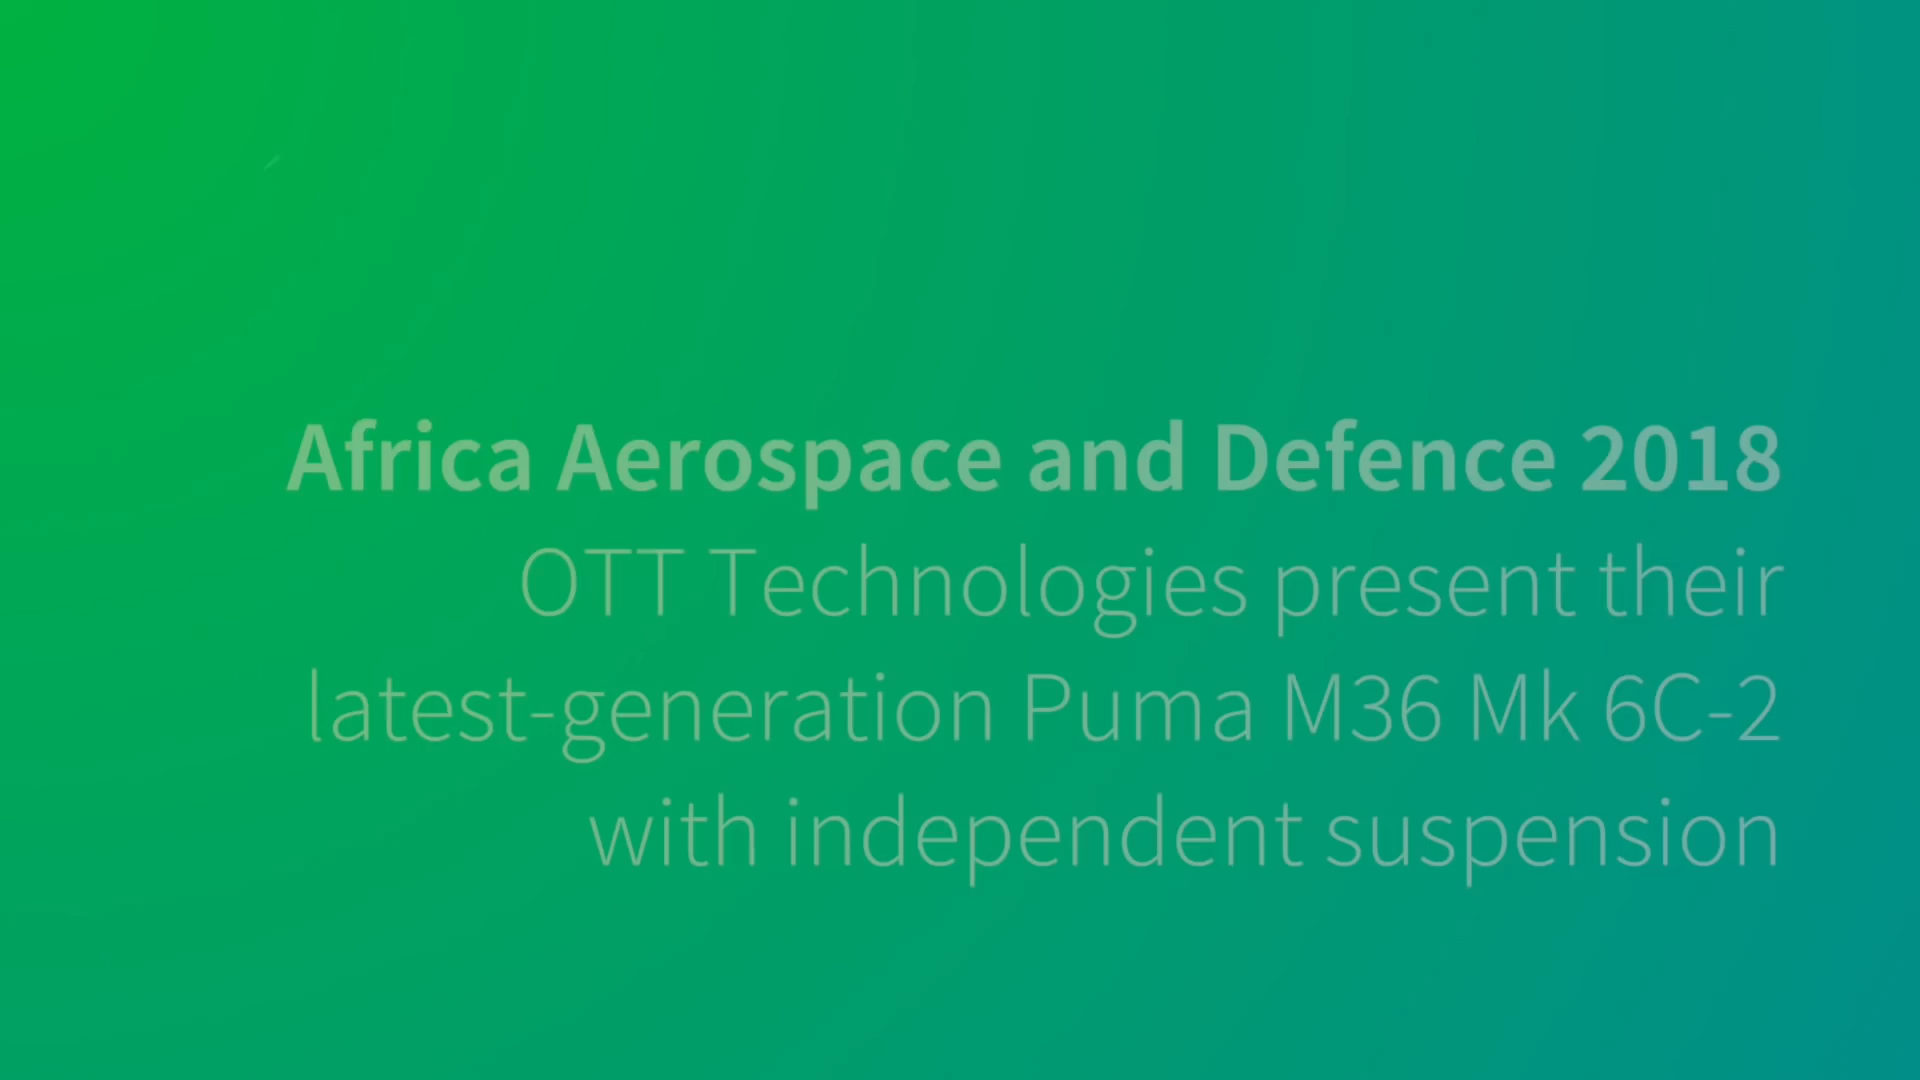 Africa Aerospace and Defence 2018
OTT Technologies present their
latest-generation Puma M36 Mk 6C-2
with independent suspension